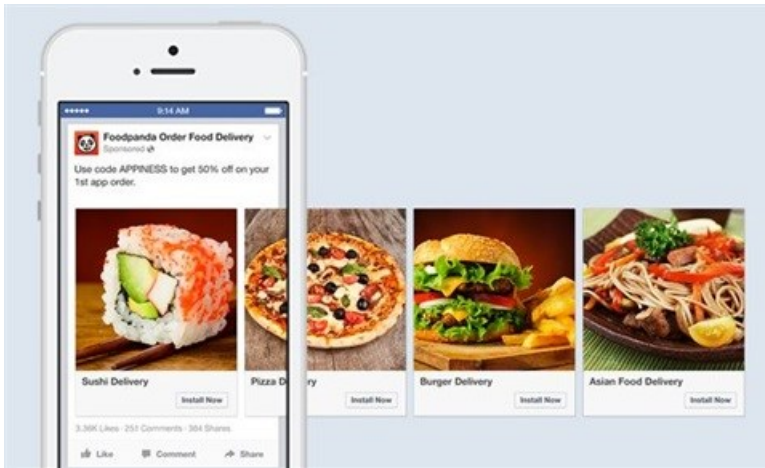 9:14 AM
Foodpanda Order Food Delivery
Sponsored
Use code APPINESS to get 50% off on your
1st app order.
Sushi Delivery
Install Now
Pizza D ry
Install Now
Burger Delivery
Install Now
Asian Food Delivery
Install Now
3.36K Likes · 251 Comments · 384 Shares
Like
Comment
Share